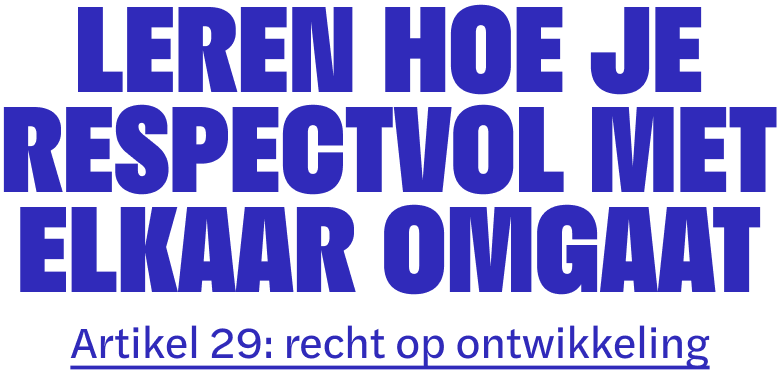 LEREN HOE JE
RESPECTVOL MET
ELKAAR OMGAAT
Artikel 29: recht op ontwikkeling